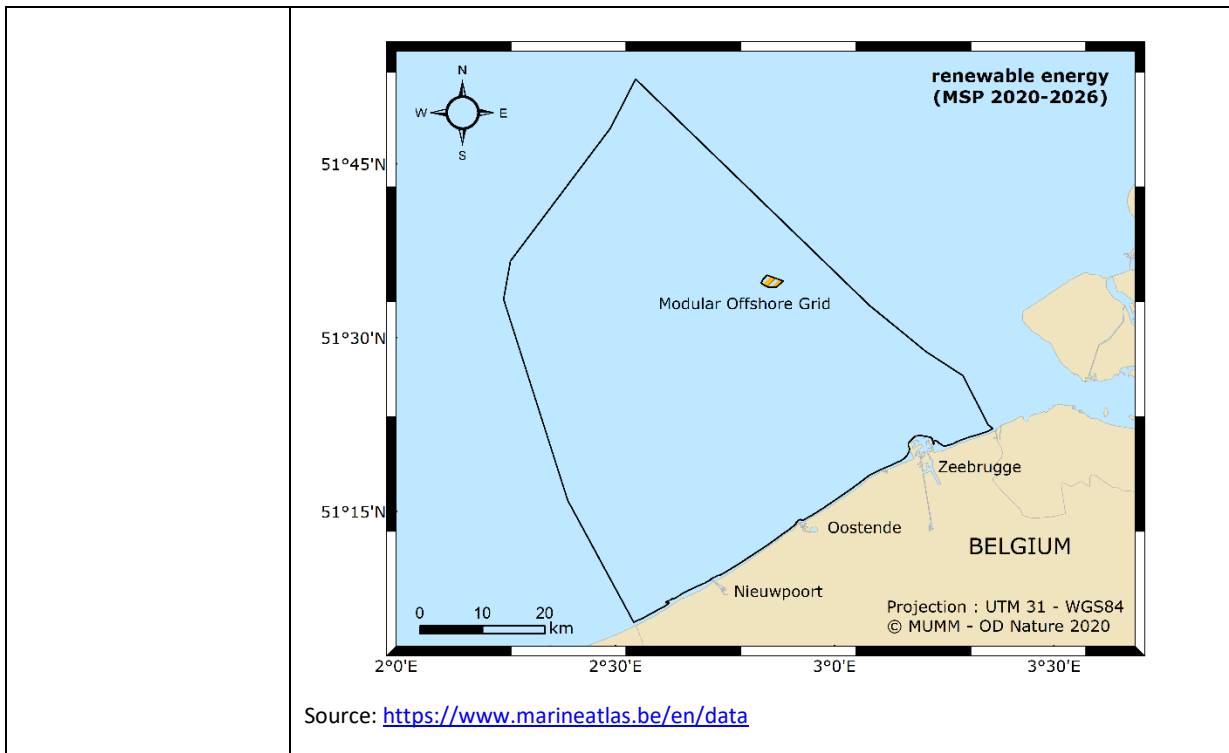 renewable energy
(MSP 2020-2026)
N
W
E
S
51°45'N
Modular Offshore Grid
51°30'N
Zeebrugge
51°15'N
Oostende
BELGIUM
Nieuwpoort
0 10 20
km
Projection : UTM 31 - WGS84
© MUMM - OD Nature 2020
2°0'E 2°30'E 3°0'E 3°30'E
Source: https://www.marineatlas.be/en/data